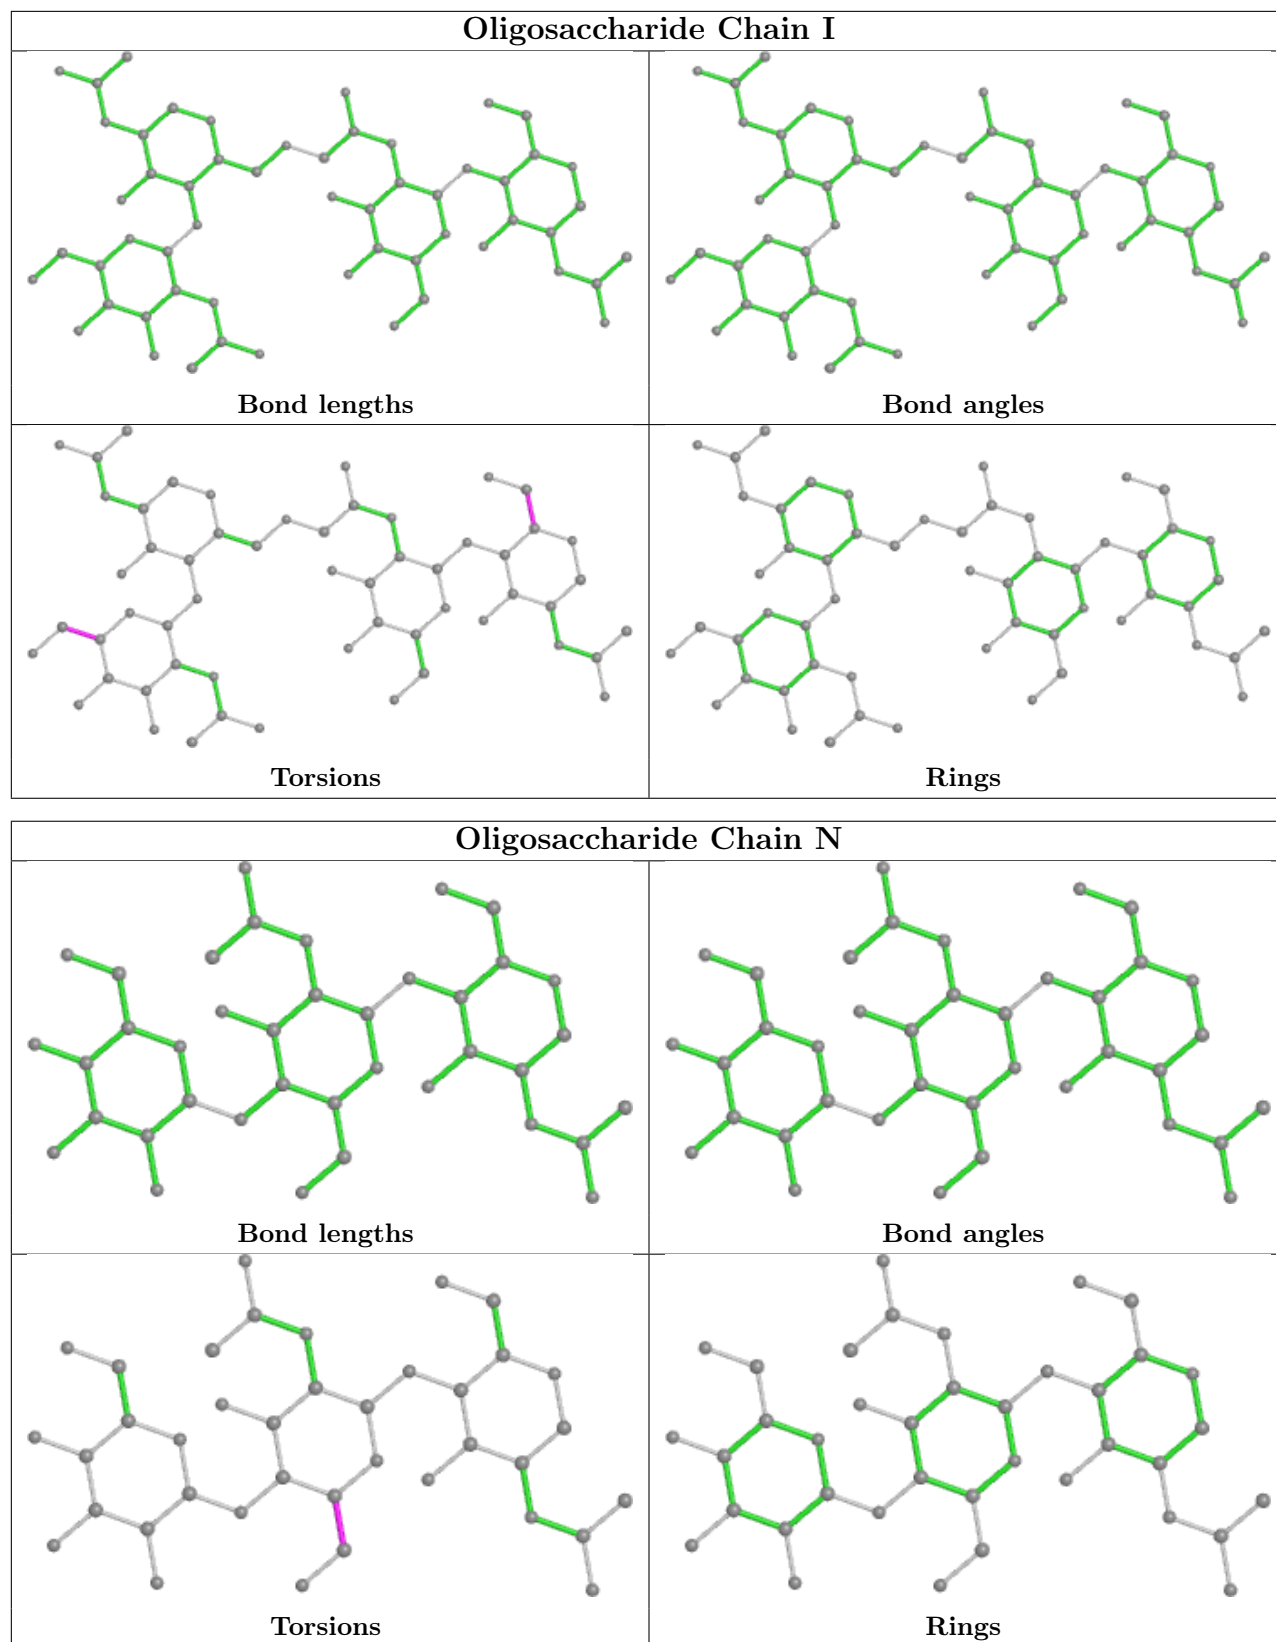 Oligosaccharide Chain I
Bond lengths
Bond angles
Torsions
Rings
Oligosaccharide Chain N
Bond lengths
Bond angles
Torsions
Rings